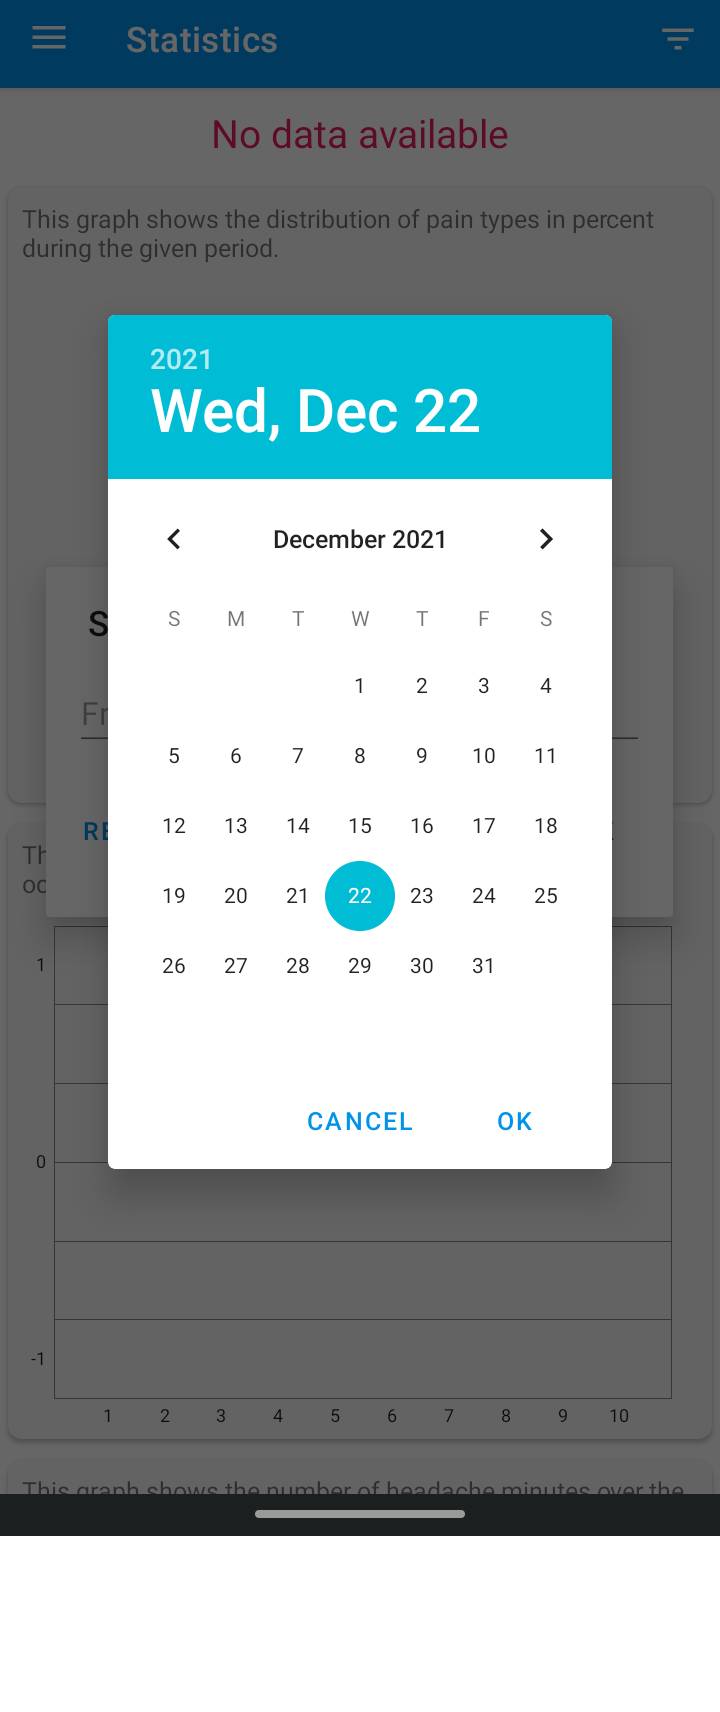 Statistics
No data available
This graph shows the distribution of pain types in percent
during the given period.
2021
Wed, Dec 22
December 2021
S M T W T F S
1 2 3 4
5 6 7 8 9 10 11
12 13 14 15 16 17 18
19 20 21 22 23 24 25
26 27 28 29 30 31
CANCEL OK
1
0
-1
1 2 3 4 5 6 7 8 9 10
This graph shows the number of headache minutes over the